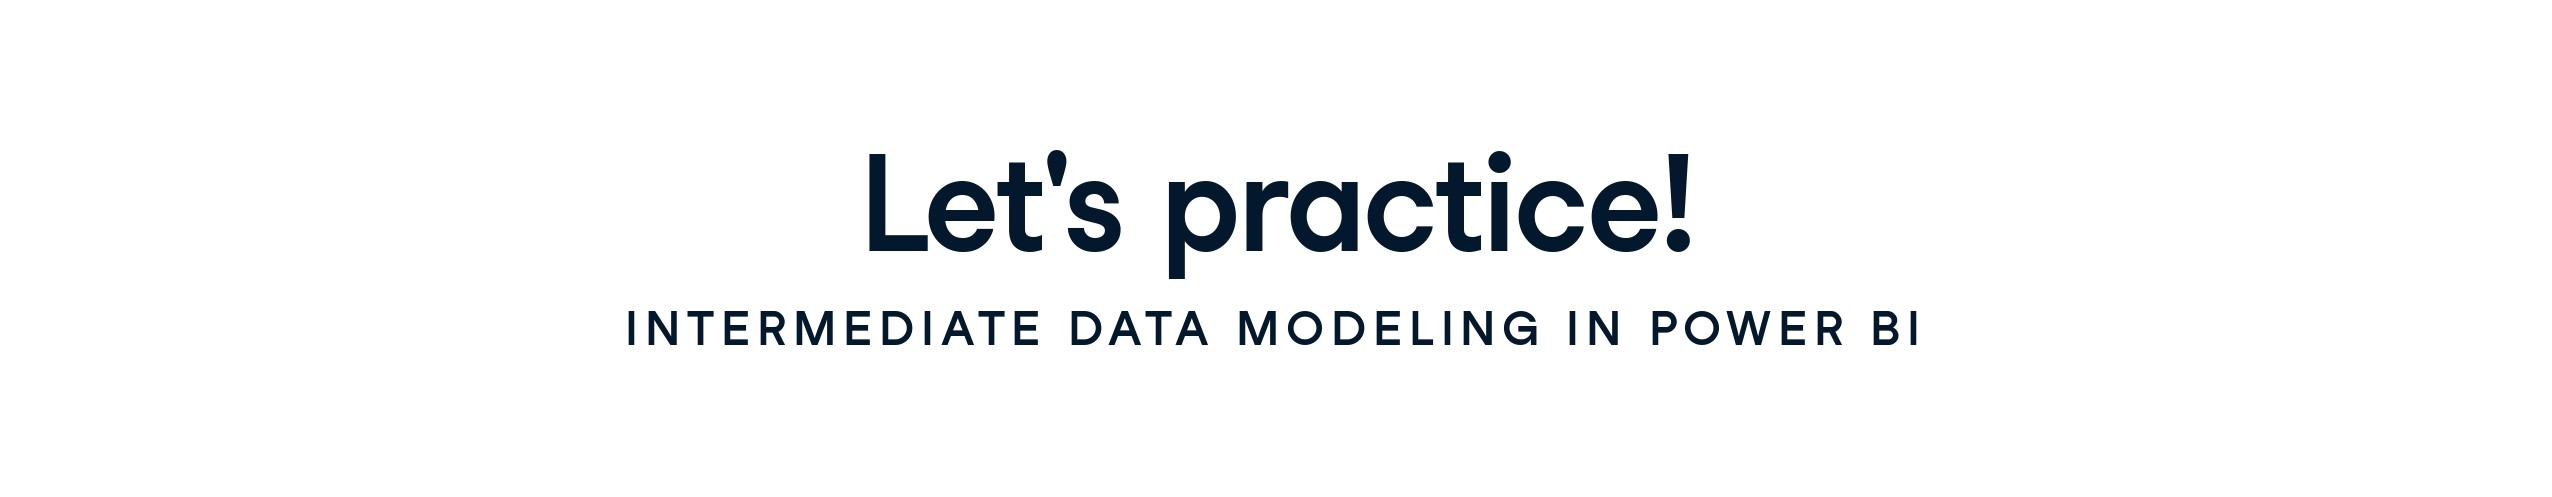 Let's practice!
INTERMEDIATE DATA MODELING IN POWER BI